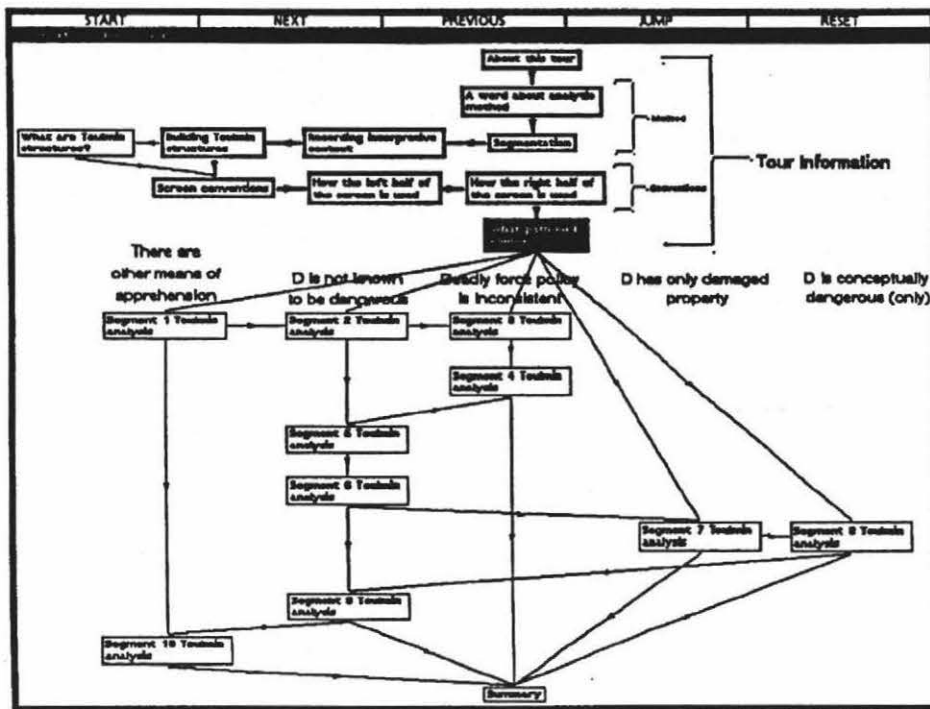 START NEXT PREVIOUS JUMP RESET
About this tour
A word about analysis
method
Method
What are Toulmin
structures?
Building Toulmin
structures
Recording interpretive
context
Segmentation
Tour Information
Screen conventions
How the left half of
the screen is used
How the right half of
the screen is used
There are
other means of
apprehension
D is not known
to be dangerous
Deadly force policy
is inconsistent
D has only damaged
property
D is conceptually
dangerous (only)
Segment 1 Toulmin
analysis
Segment 2 Toulmin
analysis
Segment 3 Toulmin
analysis
Segment 4 Toulmin
analysis
Segment 5 Toulmin
analysis
Segment 6 Toulmin
analysis
Segment 7 Toulmin
analysis
Segment 8 Toulmin
analysis
Segment 9 Toulmin
analysis
Segment 10 Toulmin
analysis
Summary